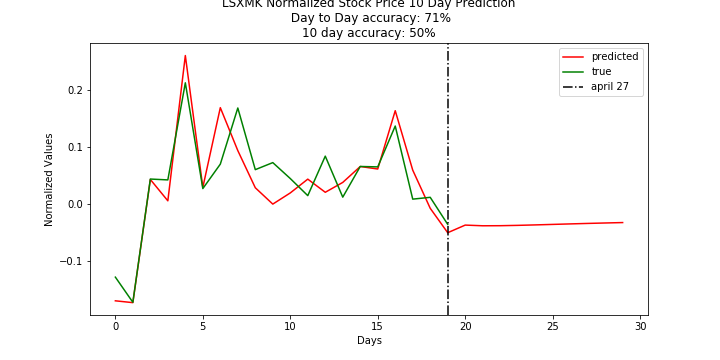 LSXMK Normalized Stock Price 10 Day Prediction
Day to Day accuracy: 71%
10 day accuracy: 50%
predicted
true
april 27
Normalized Values
0.2
0.1
0.0
−0.1
0
5
10
15
20
25
30
Days